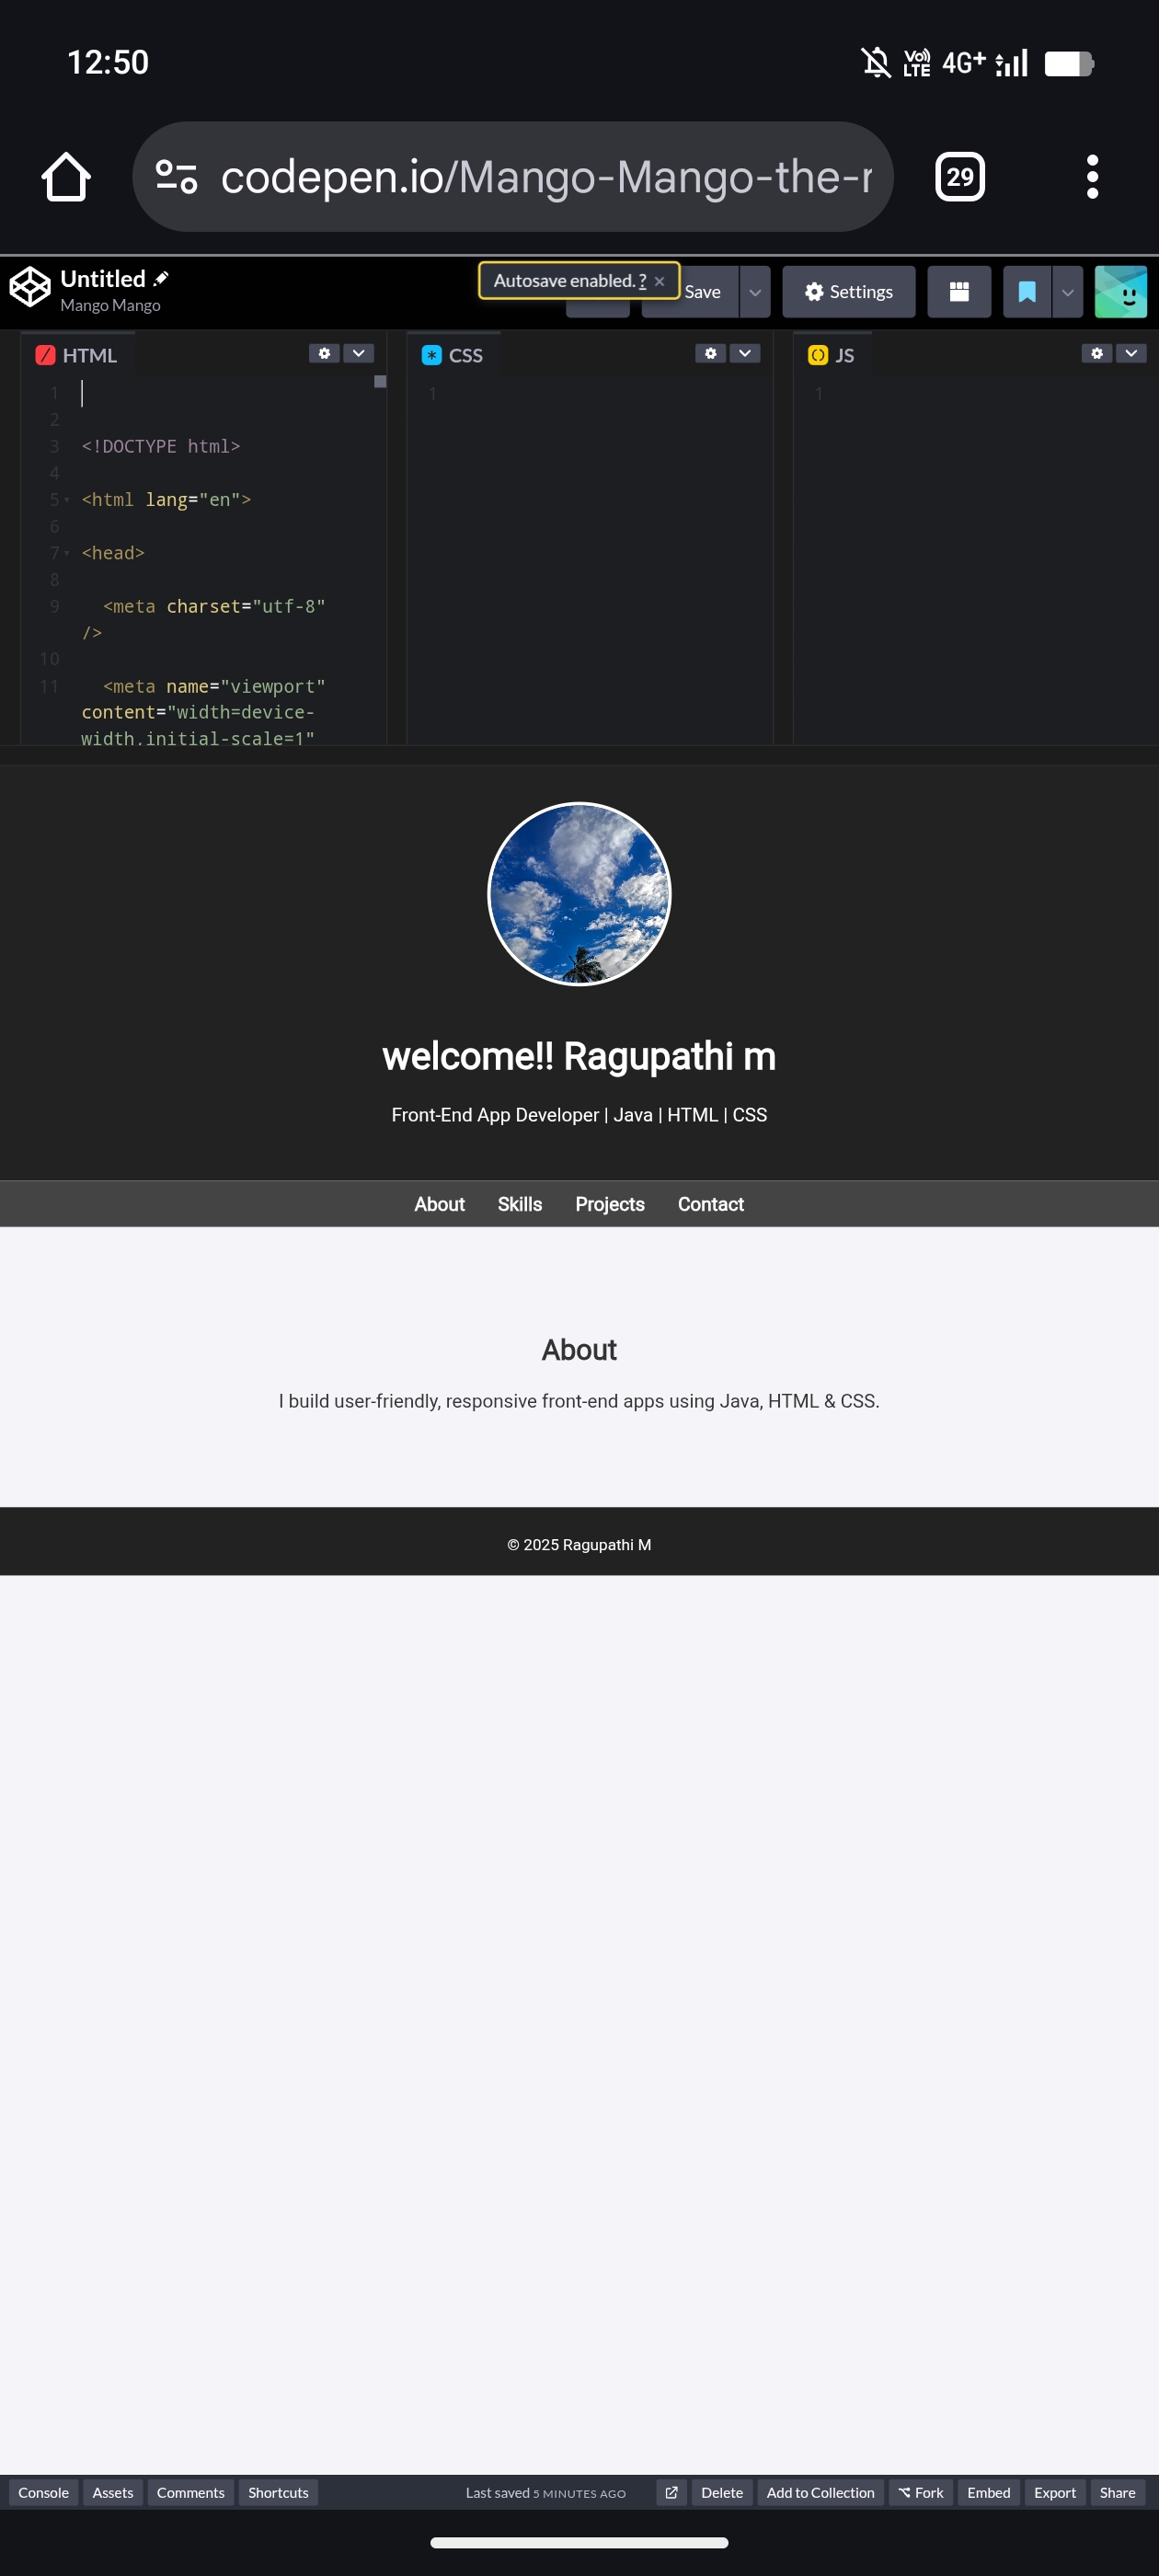 12:50
Vo LTE 4G+
codepen.io/Mango-Mango-the-r
29
Untitled
Mango Mango
Autosave enabled. ? ×
Save
Settings
HTML
CSS
JS
1
2
3 <!DOCTYPE html>
4
5 <html lang="en">
6
7 <head>
8
9 <meta charset="utf-8"
/>
10
11 <meta name="viewport"
content="width=device-
width,initial-scale=1"
1
1
welcome!! Ragupathi m
Front-End App Developer | Java | HTML | CSS
About Skills Projects Contact
About
I build user-friendly, responsive front-end apps using Java, HTML & CSS.
© 2025 Ragupathi M
Console Assets Comments Shortcuts Last saved 5 MINUTES AGO Delete Add to Collection Fork Embed Export Share